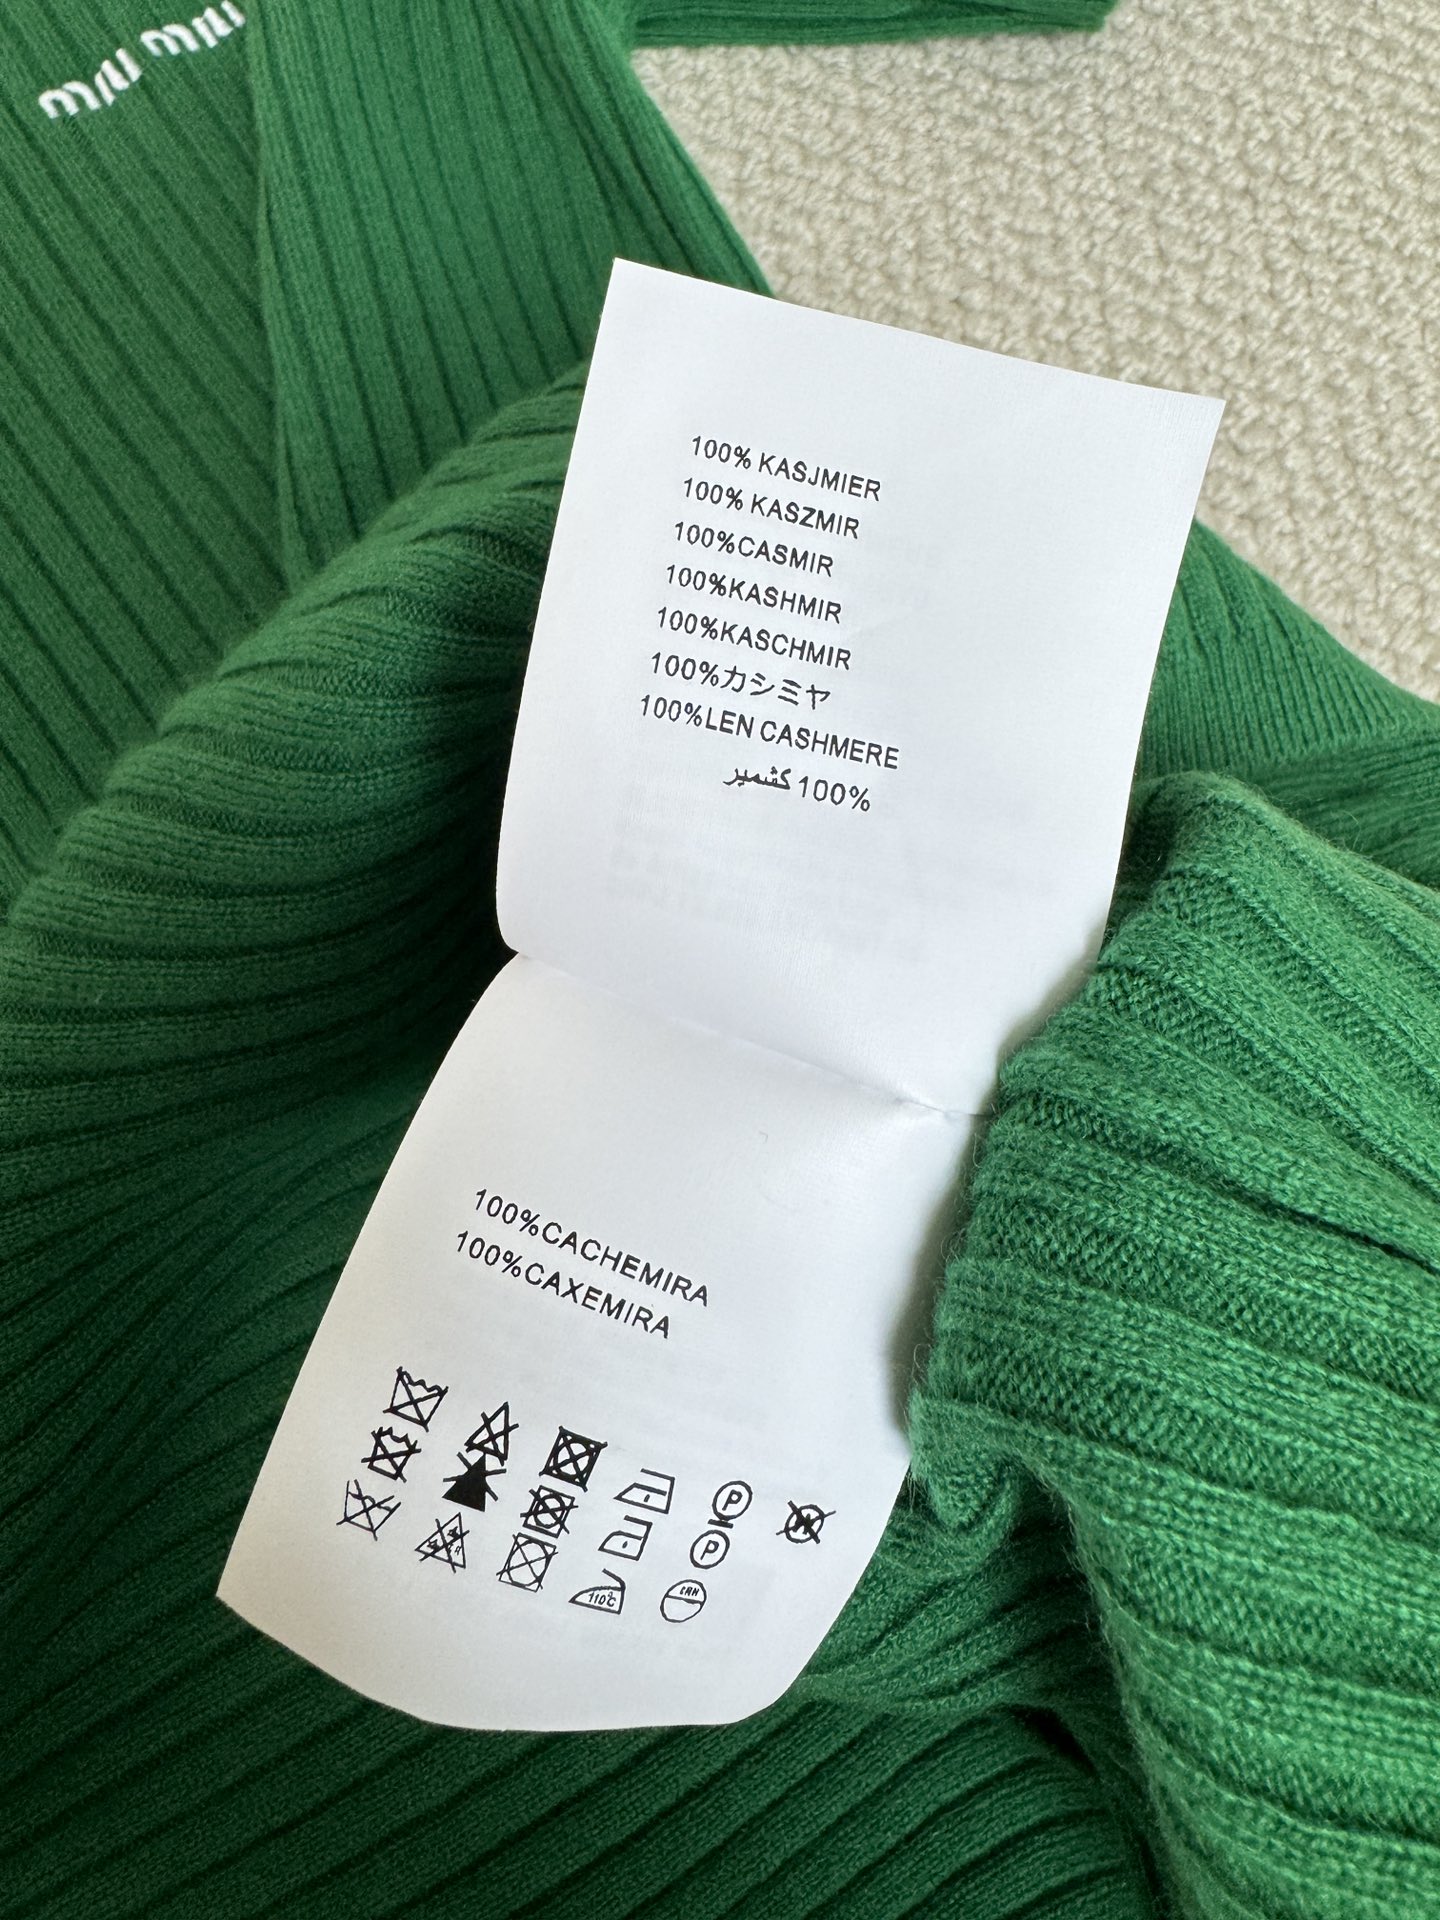 miu miu
100% KASJMIER
100% KASZMIR
100%CASMIR
100%KASHMIR
100%KASCHMIR
100%カシミヤ
100%LEN CASHMERE
100% كشمير
100%CACHEMIRA
100%CAXEMIRA
P
P
110°C